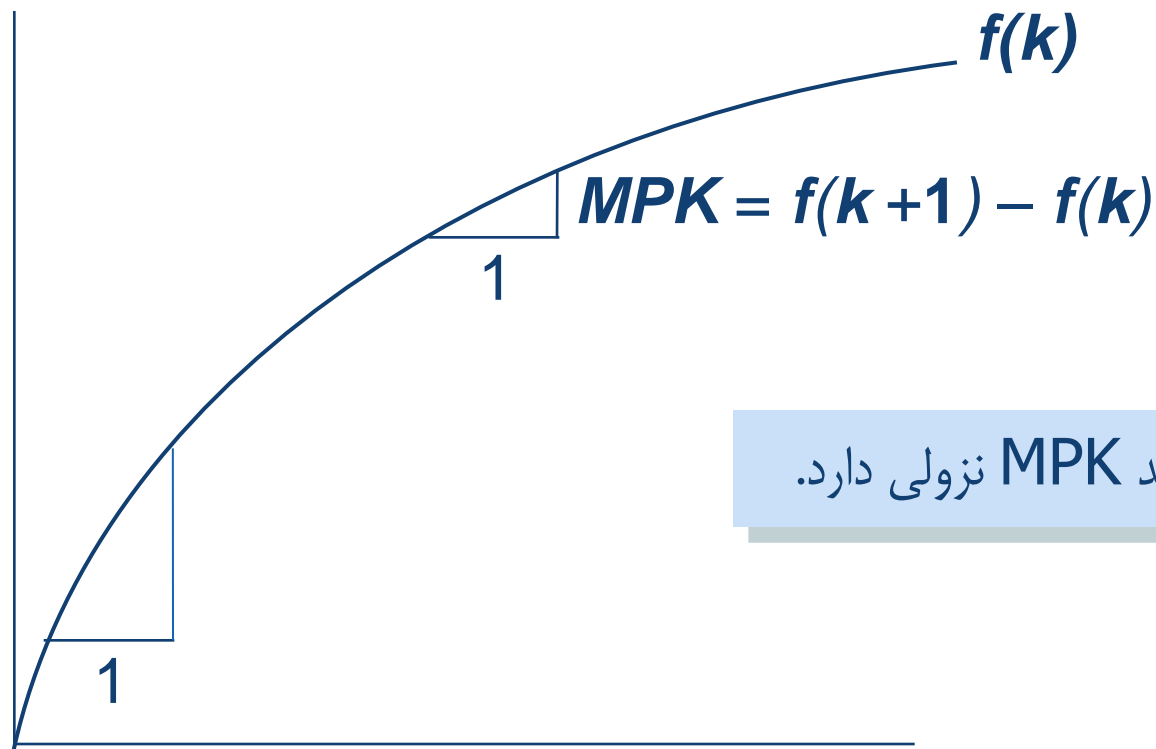 f(k)
MPK = f(k +1) – f(k)
1
MPK نزولی دارد.
1